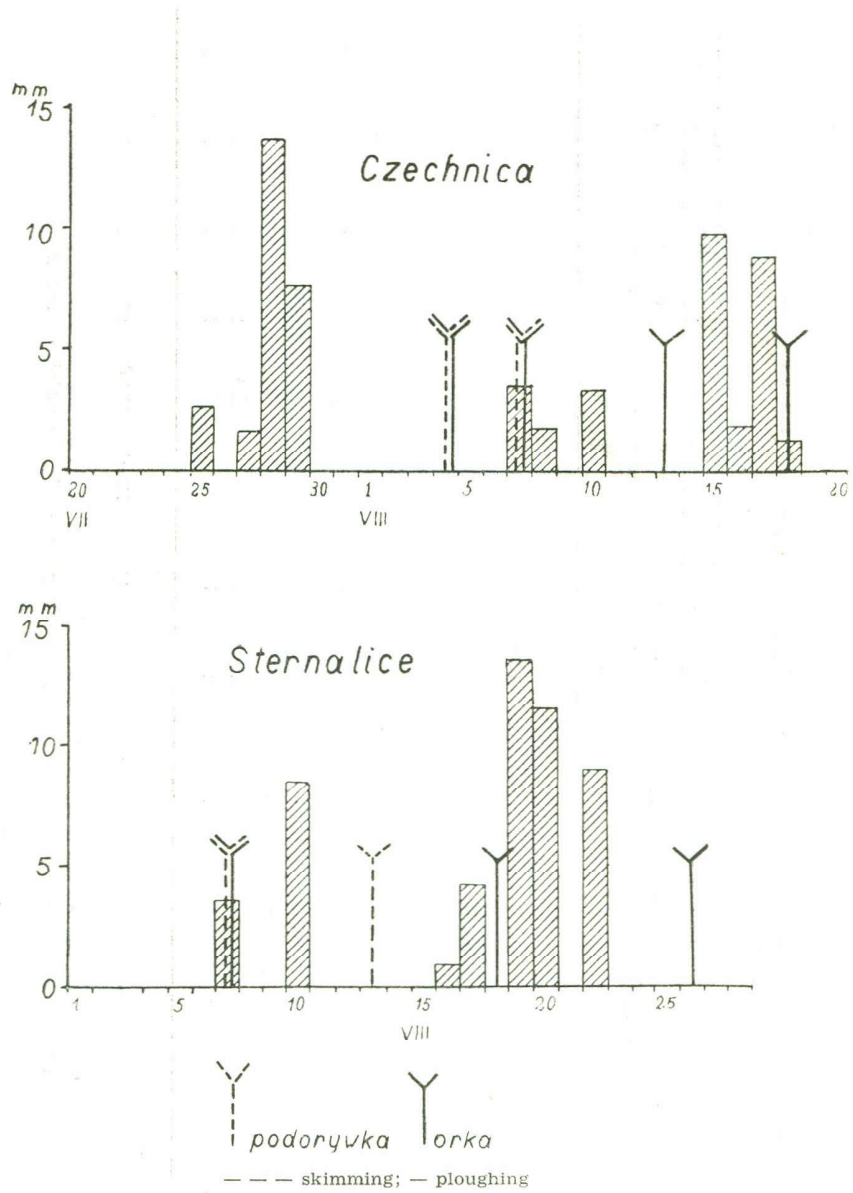 mm
15
Czechnica
10
5
0
20 25 30 1 5 10 15 20
VII VIII
mm
15
Sternalice
10
5
0
1 5 10 15 20 25
VIII
podorywka orka
— — — skimming; — ploughing